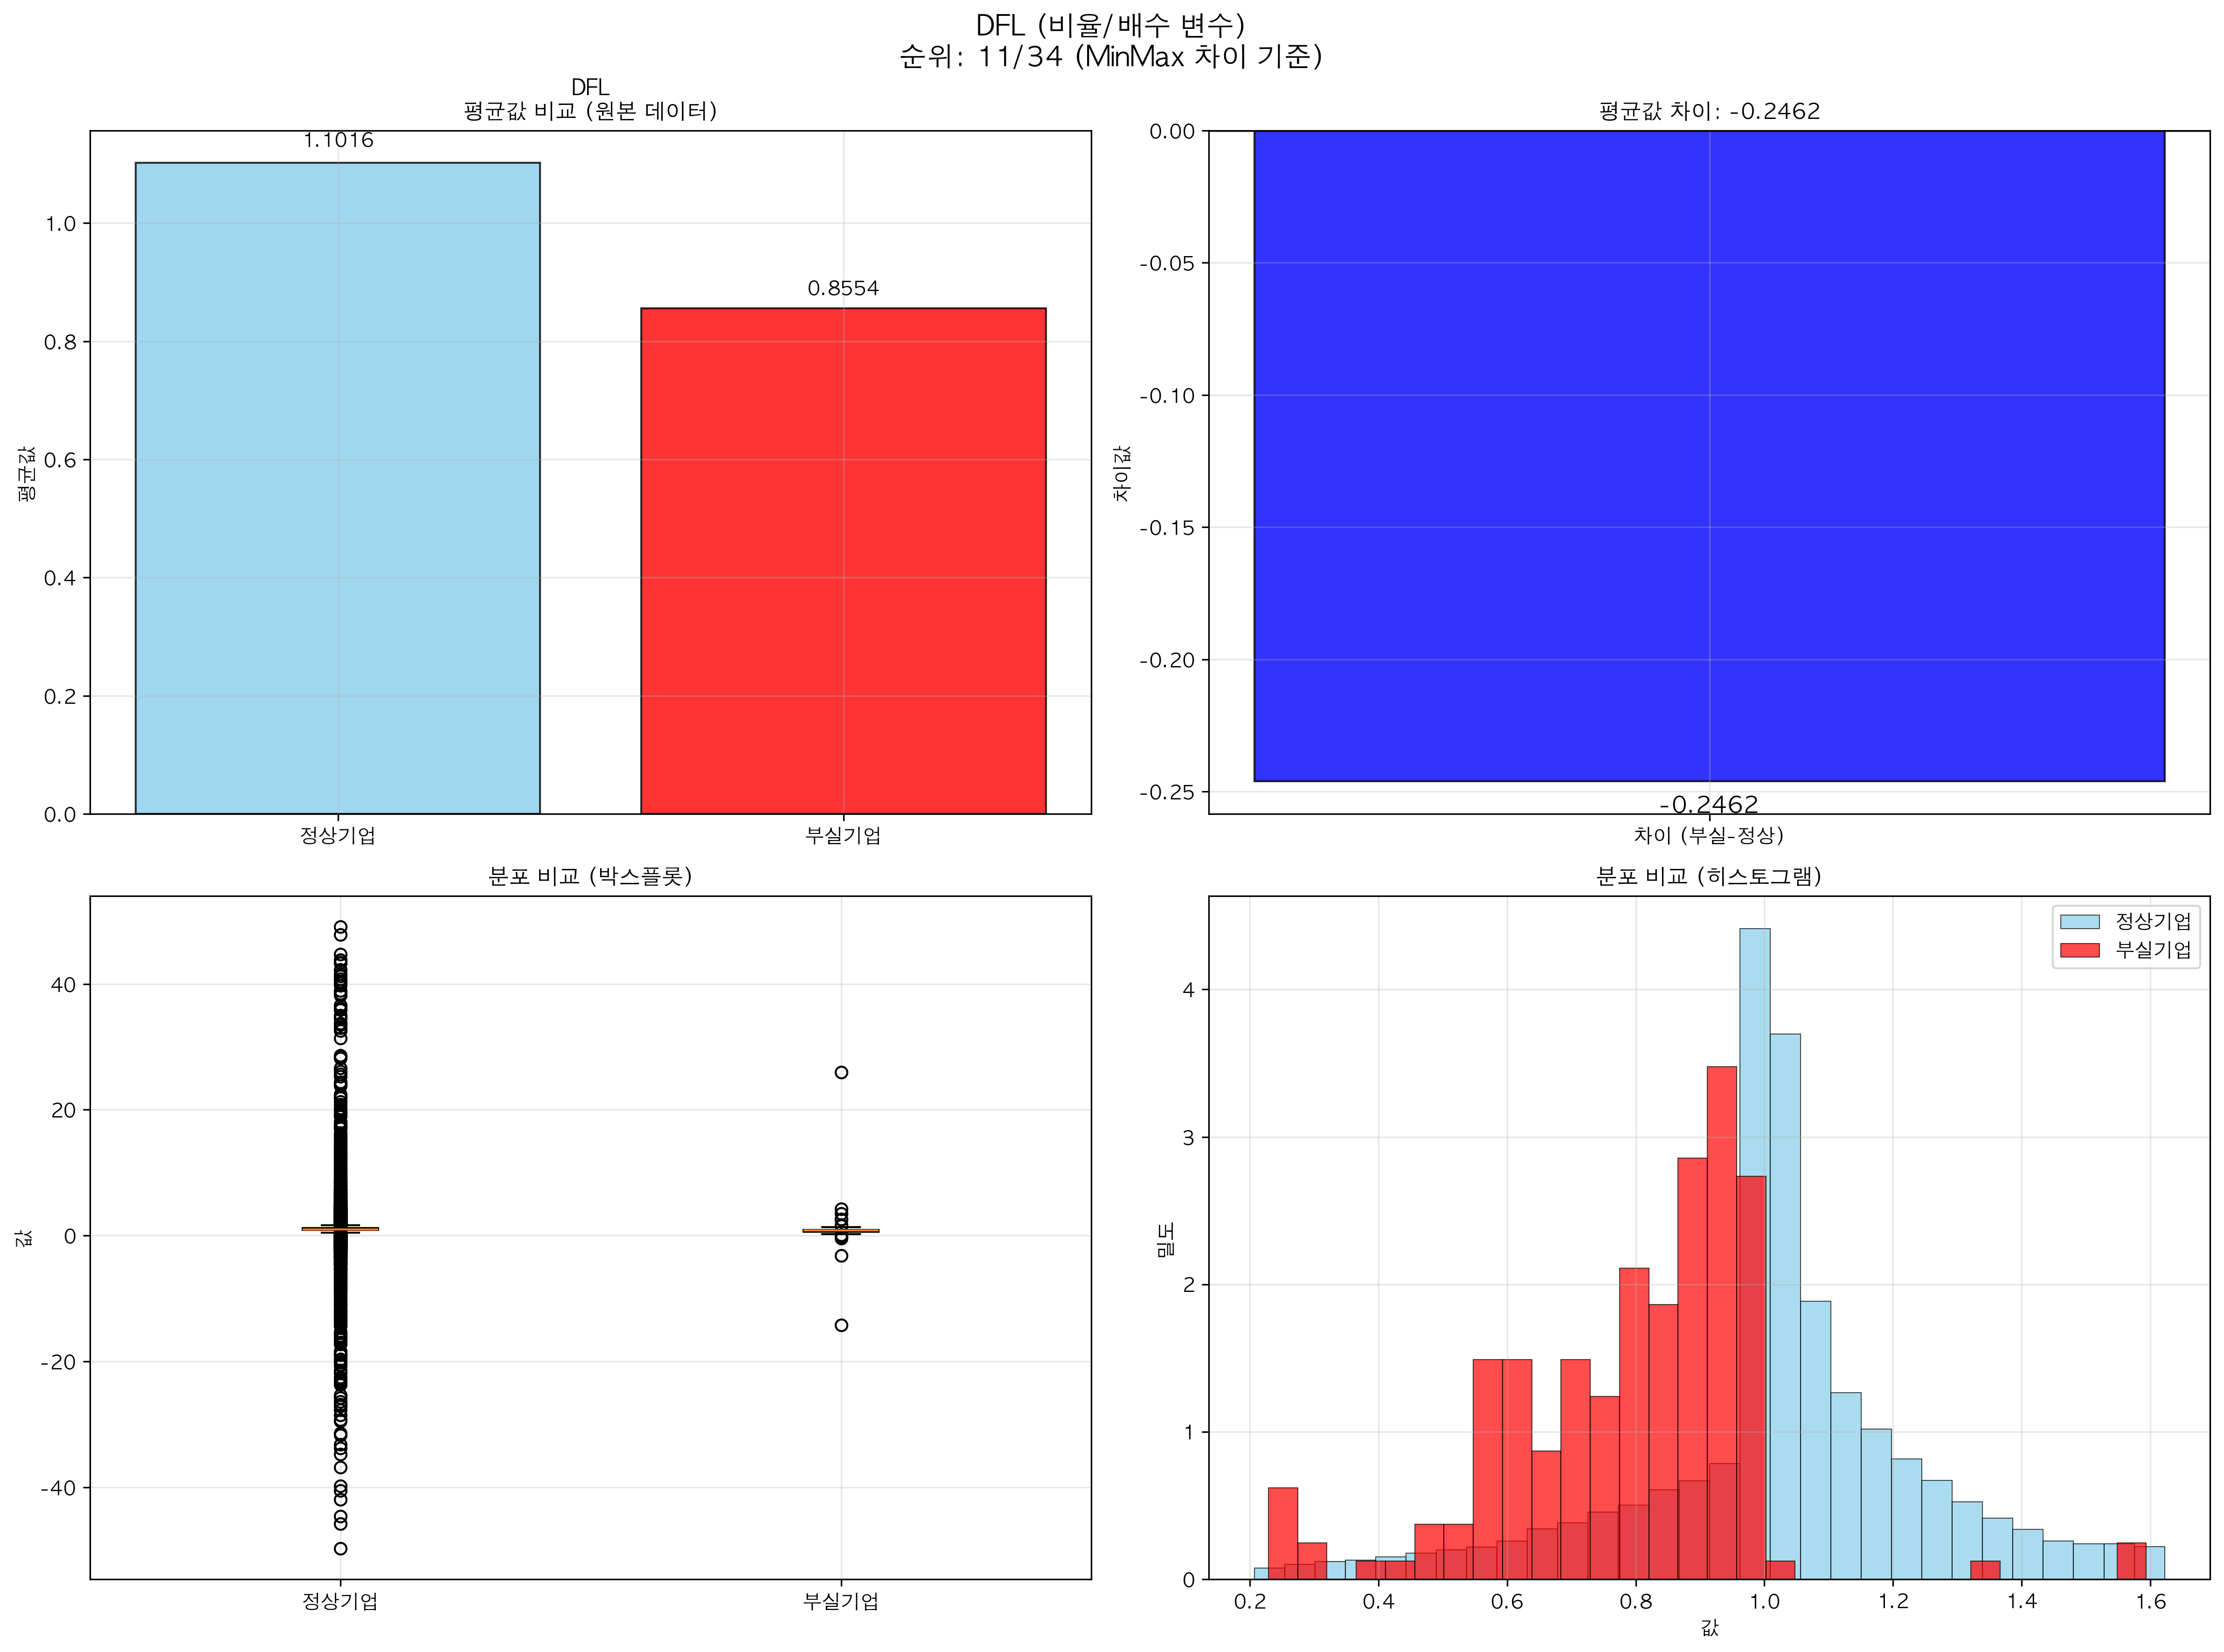 DFL (비율/배수 변수)
순위: 11/34 (MinMax 차이 기준)
DFL
평균값 비교 (원본 데이터)
1.1016
0.8554
1.0
0.8
0.6
0.4
0.2
0.0
평균값
정상기업
부실기업
평균값 차이: -0.2462
0.00
-0.05
-0.10
-0.15
-0.20
-0.25
차이값
-0.2462
차이 (부실-정상)
분포 비교 (박스플롯)
40
20
0
-20
-40
값
정상기업
부실기업
분포 비교 (히스토그램)
정상기업
부실기업
4
3
2
1
0
밀도
0.2
0.4
0.6
0.8
1.0
1.2
1.4
1.6
값